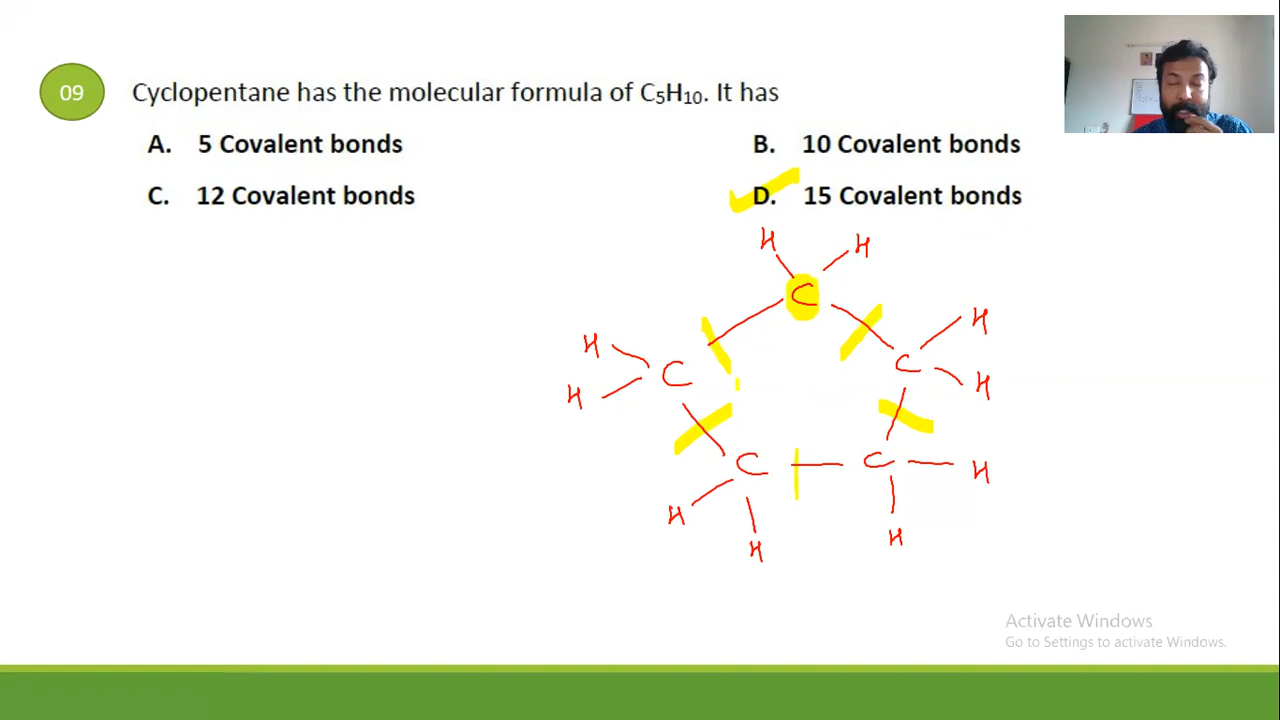 09
Cyclopentane has the molecular formula of C₅H₁₀. It has
A. 5 Covalent bonds
B. 10 Covalent bonds
C. 12 Covalent bonds
D. 15 Covalent bonds
H H
C
H H
C C
H H
C C H
H H
H
Activate Windows
Go to Settings to activate Windows.